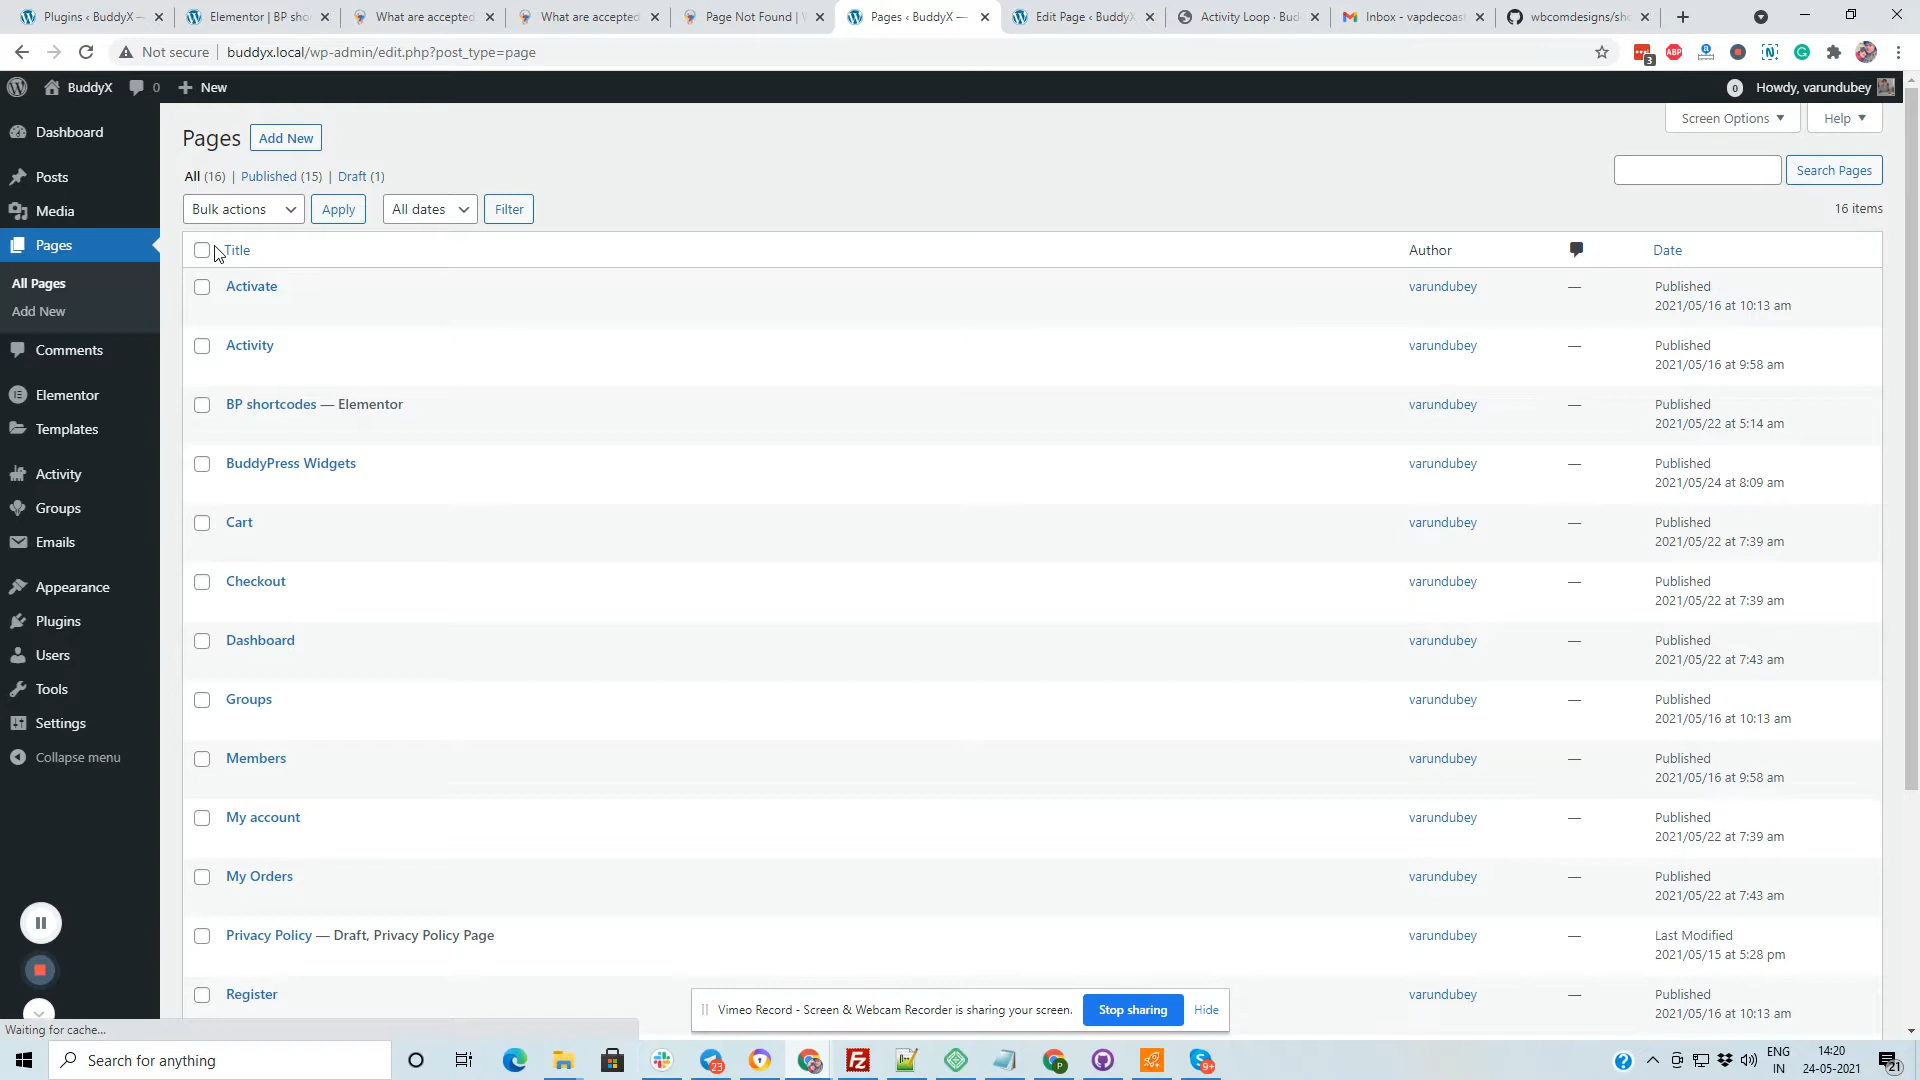 Plugins ‹ BuddyX —
Elementor | BP sho
What are accepted
What are accepted
Page Not Found | W
Pages ‹ BuddyX —
Edit Page ‹ BuddyX
Activity Loop · Bud
Inbox - vapdecoast
wbcomdesigns/sho
Not secure
buddyx.local/wp-admin/edit.php?post_type=page
3
ABP
BuddyX
0
New
0
Howdy, varundubey
Dashboard
Posts
Media
Pages
All Pages
Add New
Comments
Elementor
Templates
Activity
Groups
Emails
Appearance
Plugins
Users
Tools
Settings
Collapse menu
Pages
Add New
Screen Options
Help
All (16) | Published (15) | Draft (1)
Search Pages
Bulk actions
Apply
All dates
Filter
16 items
Title
Author
Date
Activate
varundubey
—
Published
2021/05/16 at 10:13 am
Activity
varundubey
—
Published
2021/05/16 at 9:58 am
BP shortcodes — Elementor
varundubey
—
Published
2021/05/22 at 5:14 am
BuddyPress Widgets
varundubey
—
Published
2021/05/24 at 8:09 am
Cart
varundubey
—
Published
2021/05/22 at 7:39 am
Checkout
varundubey
—
Published
2021/05/22 at 7:39 am
Dashboard
varundubey
—
Published
2021/05/22 at 7:43 am
Groups
varundubey
—
Published
2021/05/16 at 10:13 am
Members
varundubey
—
Published
2021/05/16 at 9:58 am
My account
varundubey
—
Published
2021/05/22 at 7:39 am
My Orders
varundubey
—
Published
2021/05/22 at 7:43 am
Privacy Policy — Draft, Privacy Policy Page
varundubey
—
Last Modified
2021/05/15 at 5:28 pm
Register
varundubey
—
Published
2021/05/16 at 10:13 am
Vimeo Record - Screen & Webcam Recorder is sharing your screen.
Stop sharing
Hide
Waiting for cache...
Search for anything
23
9+
ENG
IN
14:20
24-05-2021
21